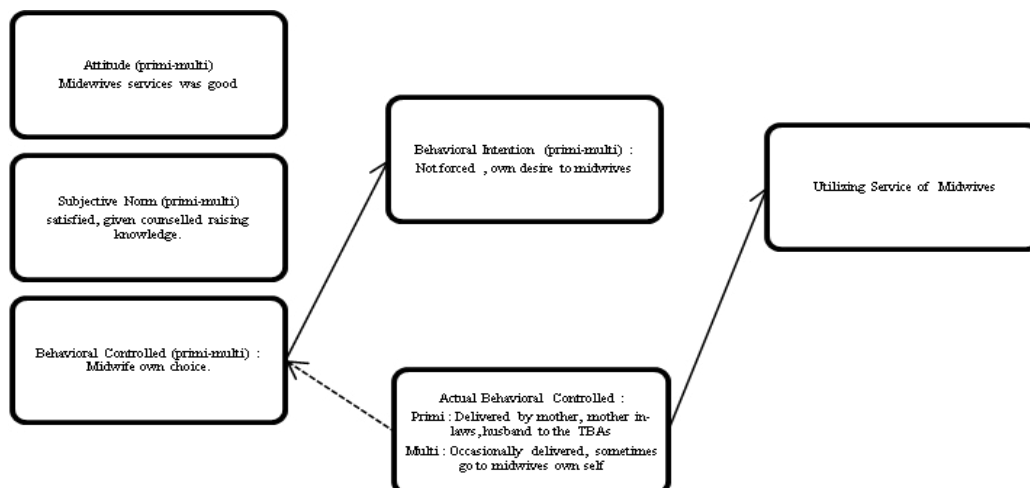 Attitude (primi-multi)
Midewives services was good
Subjective Norm (primi-multi)
satisfied, given counselled raising
knowledge.
Behavioral Controlled (primi-multi) :
Midwife own choice.
Behavioral Intention (primi-multi) :
Not forced , own desire to midwives
Actual Behavioral Controlled :
Primi : Delivered by mother, mother in-
laws, husband to the TBAs
Multi : Occasionally delivered, sometimes
go to midwives own self
Utilizing Service of Midwives